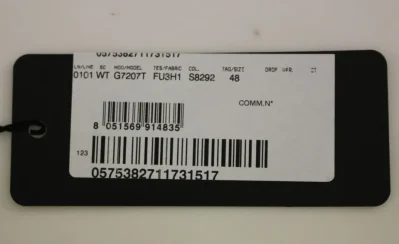 0575382711731517
LN/LINE SC MOD/MODEL TES/FABRIC COL. TAG/SIZE DROP VAR. CT
0101 WT G7207T FU3H1 S8292 48
COMM.N°
8 051569 914835
123
0575382711731517